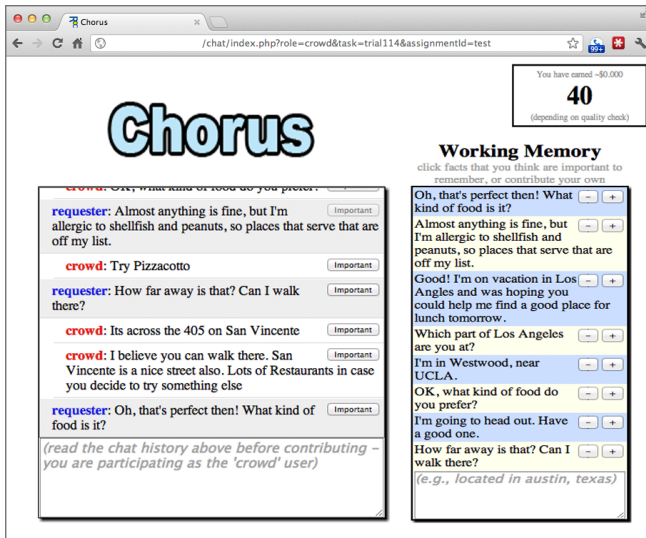 Chorus
/chat/index.php?role=crowd&task=trial114&assignmentId=test
99+
You have earned ~$0.000
40
(depending on quality check)
Chorus
Working Memory
click facts that you think are important to
remember, or contribute your own
crowd: OK, what kind of food do you prefer?
requester: Almost anything is fine, but I'm Important
allergic to shellfish and peanuts, so places that serve that are
off my list.
crowd: Try Pizzacotto Important
requester: How far away is that? Can I walk Important
there?
crowd: Its across the 405 on San Vincente Important
crowd: I believe you can walk there. San Important
Vincente is a nice street also. Lots of Restaurants in case
you decide to try something else
requester: Oh, that's perfect then! What kind of Important
food is it?
(read the chat history above before contributing –
you are participating as the 'crowd' user)
Oh, that's perfect then! What - +
kind of food is it?
Almost anything is fine, but - +
I'm allergic to shellfish and
peanuts, so places that serve that are
off my list.
Good! I'm on vacation in Los - +
Angles and was hoping you
could help me find a good place for
lunch tomorrow.
Which part of Los Angeles - +
are you at?
I'm in Westwood, near - +
UCLA.
OK, what kind of food do - +
you prefer?
I'm going to head out. Have - +
a good one.
How far away is that? Can I - +
walk there?
(e.g., located in austin, texas)